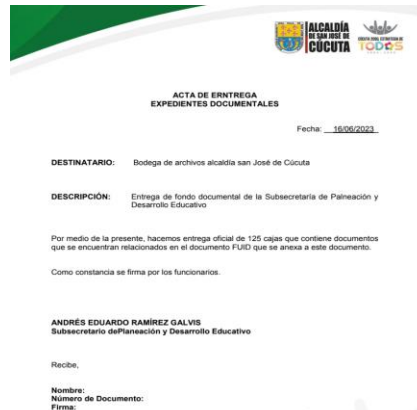 ALCALDÍA
DE SAN JOSÉ DE
CÚCUTA
TODOS
ACTA DE ERNTREGA
EXPEDIENTES DOCUMENTALES
Fecha: 16/06/2023
DESTINATARIO: Bodega de archivos alcaldía san José de Cúcuta
DESCRIPCIÓN: Entrega de fondo documental de la Subsecretaría de Palneación y
Desarrollo Educativo
Por medio de la presente, hacemos entrega oficial de 125 cajas que contiene documentos
que se encuentran relacionados en el documento FUID que se anexa a este documento.
Como constancia se firma por los funcionarios.
ANDRÉS EDUARDO RAMÍREZ GALVIS
Subsecretario dePlaneación y Desarrollo Educativo
Recibe,
Nombre:
Número de Documento:
Firma: